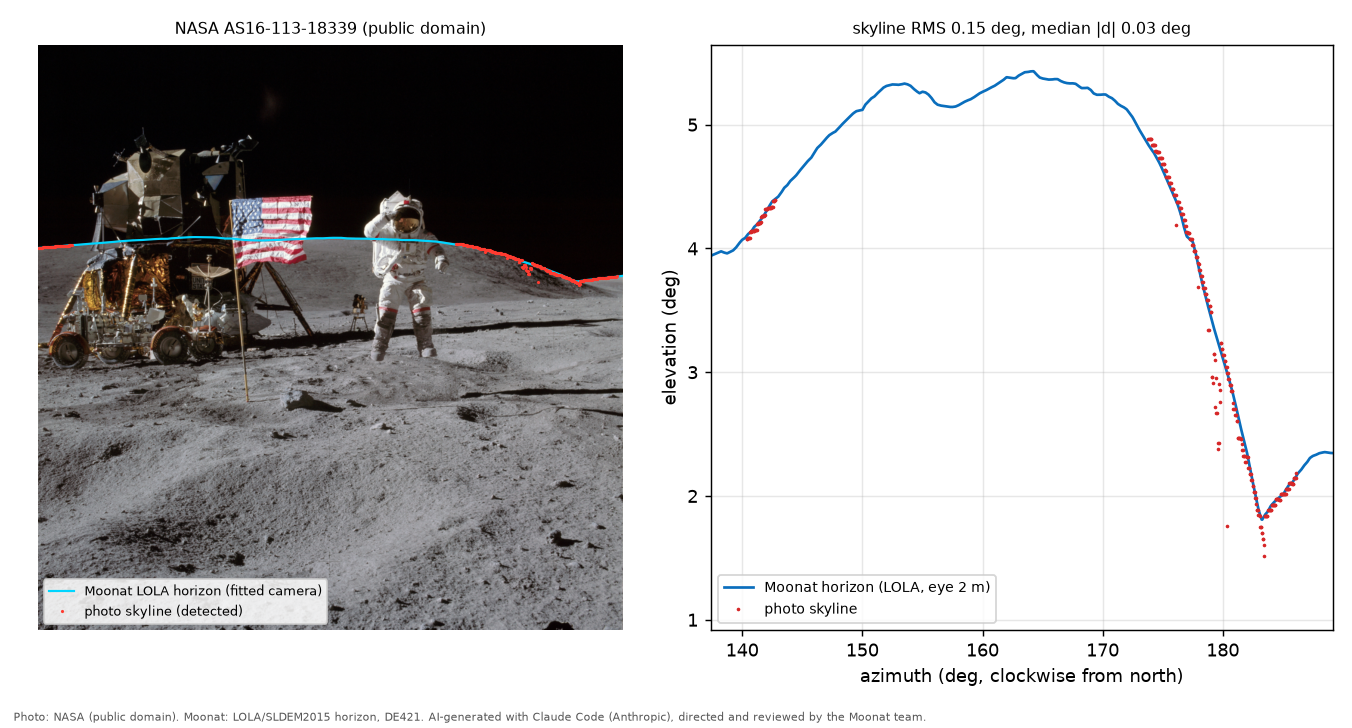 NASA AS16-113-18339 (public domain)
Moonat LOLA horizon (fitted camera)
photo skyline (detected)
skyline RMS 0.15 deg, median |d| 0.03 deg
elevation (deg)
5
4
3
2
1
Moonat horizon (LOLA, eye 2 m)
photo skyline
140 150 160 170 180
azimuth (deg, clockwise from north)
Photo: NASA (public domain). Moonat: LOLA/SLDEM2015 horizon, DE421. AI-generated with Claude Code (Anthropic), directed and reviewed by the Moonat team.